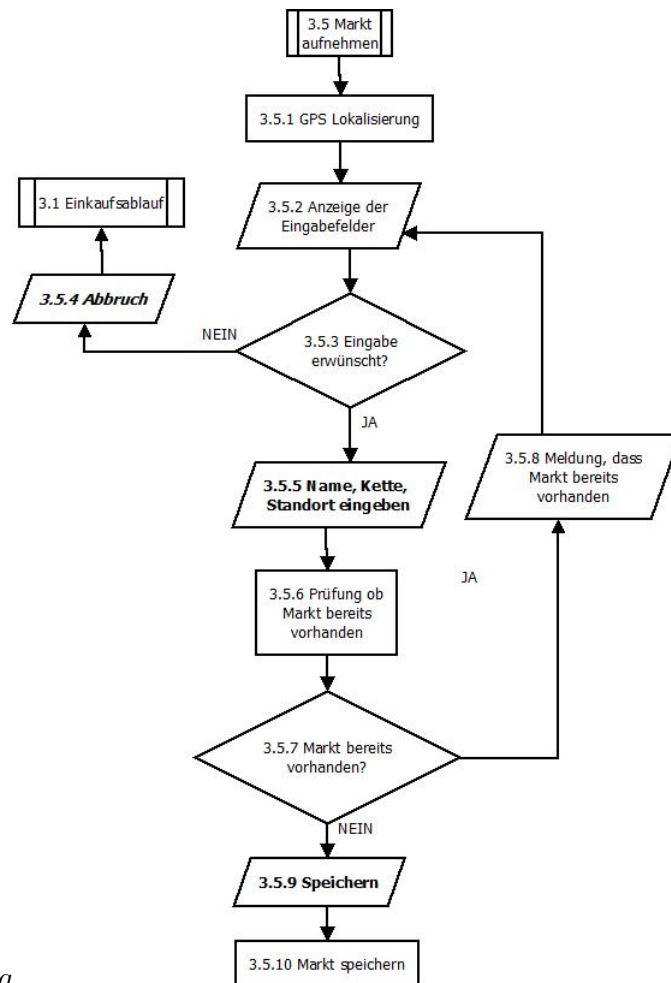 3.5 Markt
aufnehmen
3.5.1 GPS Lokalisierung
3.1 Einkaufsablauf
3.5.2 Anzeige der
Eingabefelder
3.5.4 Abbruch
NEIN
3.5.3 Eingabe
erwünscht?
JA
3.5.5 Name, Kette,
Standort eingeben
3.5.8 Meldung, dass
Markt bereits
vorhanden
JA
3.5.6 Prüfung ob
Markt bereits
vorhanden
3.5.7 Markt bereits
vorhanden?
NEIN
3.5.9 Speichern
3.5.10 Markt speichern